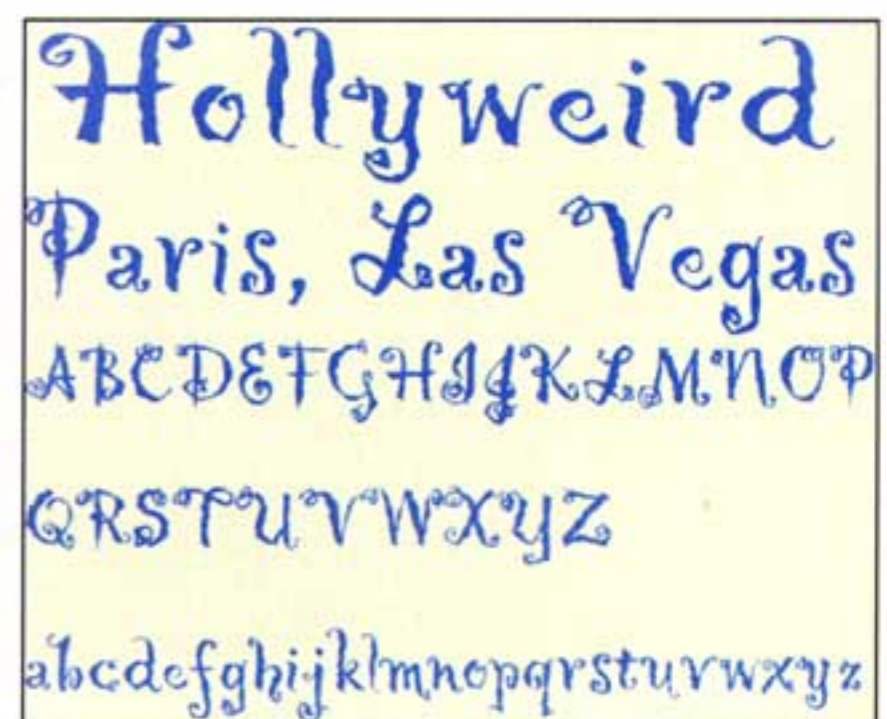 Hollyweird
Paris, Las Vegas
ABCDEFGHIJKLMNOP
QRSTUVWXYZ
abcdefghijklmnopqrstuvwxyz